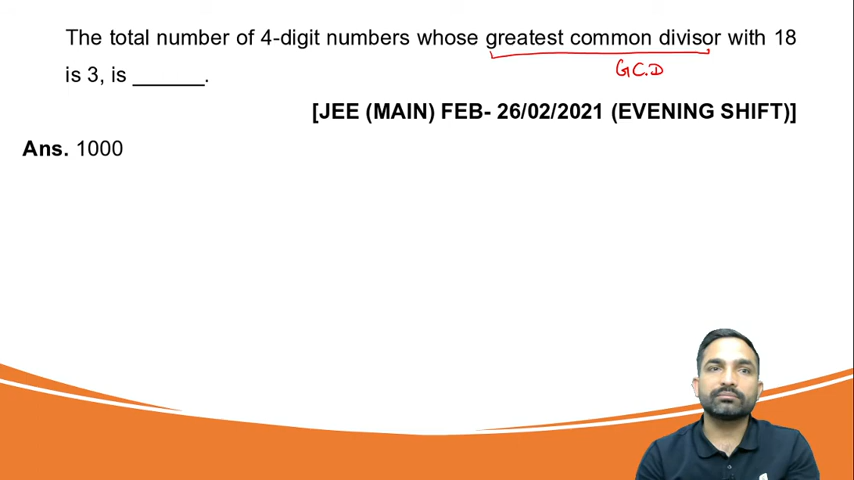 The total number of 4-digit numbers whose greatest common divisor with 18
G C.D
is 3, is ______.
[JEE (MAIN) FEB- 26/02/2021 (EVENING SHIFT)]
Ans. 1000